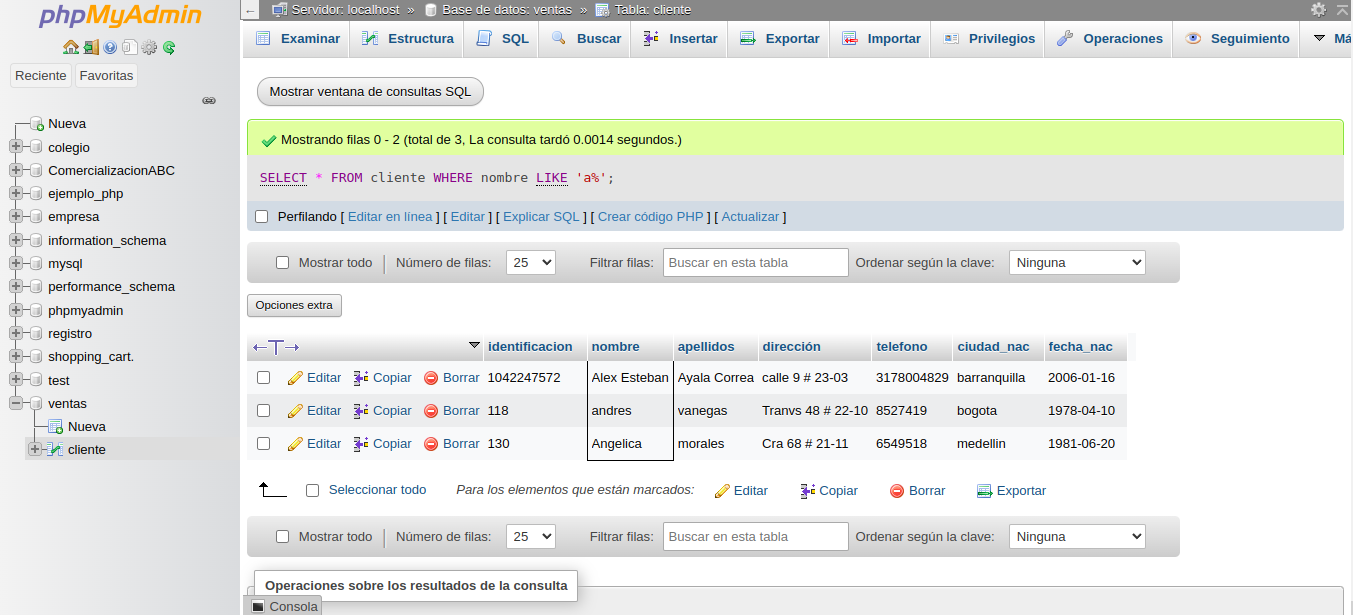 phpMyAdmin
Reciente Favoritas
Nueva
colegio
ComercializacionABC
ejemplo_php
empresa
information_schema
mysql
performance_schema
phpmyadmin
registro
shopping_cart.
test
ventas
Nueva
cliente
Servidor: localhost » Base de datos: ventas » Tabla: cliente
Examinar Estructura SQL Buscar Insertar Exportar Importar Privilegios Operaciones Seguimiento Má
Mostrar ventana de consultas SQL
Mostrando filas 0 - 2 (total de 3, La consulta tardó 0.0014 segundos.)
SELECT * FROM cliente WHERE nombre LIKE 'a%';
Perfilando [ Editar en línea ] [ Editar ] [ Explicar SQL ] [ Crear código PHP ] [ Actualizar ]
Mostrar todo | Número de filas: 25 Filtrar filas: Buscar en esta tabla Ordenar según la clave: Ninguna
Opciones extra
←T→ identificacion nombre apellidos dirección telefono ciudad_nac fecha_nac
Editar Copiar Borrar 1042247572 Alex Esteban Ayala Correa calle 9 # 23-03 3178004829 barranquilla 2006-01-16
Editar Copiar Borrar 118 andres vanegas Tranvs 48 # 22-10 8527419 bogota 1978-04-10
Editar Copiar Borrar 130 Angelica morales Cra 68 # 21-11 6549518 medellin 1981-06-20
Seleccionar todo Para los elementos que están marcados: Editar Copiar Borrar Exportar
Mostrar todo | Número de filas: 25 Filtrar filas: Buscar en esta tabla Ordenar según la clave: Ninguna
Operaciones sobre los resultados de la consulta
Consola